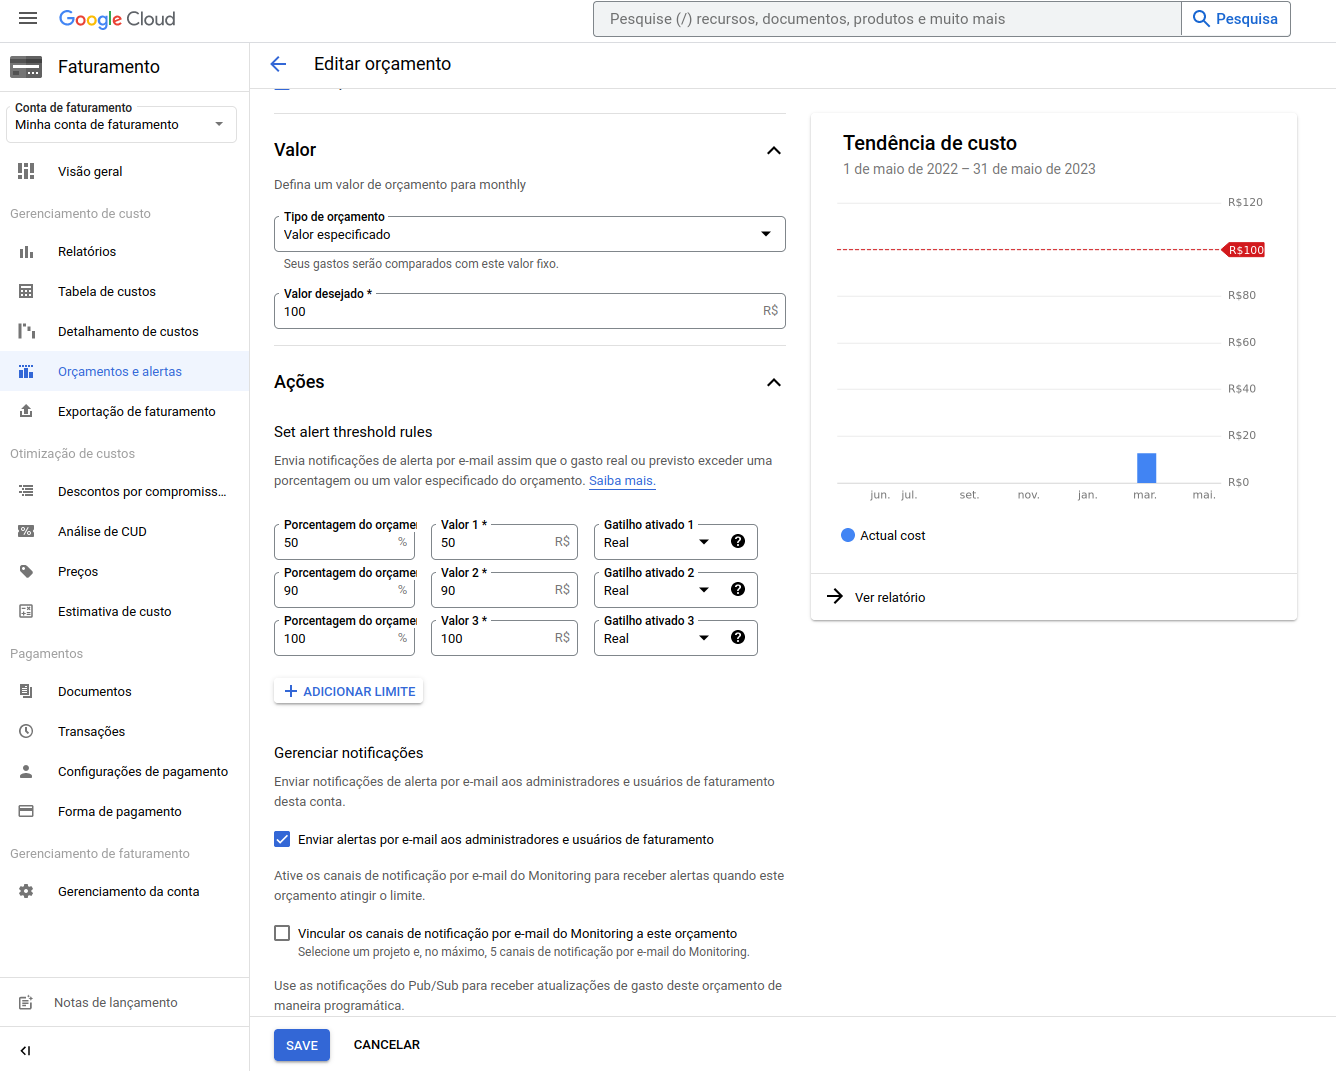 Google Cloud
Pesquise (/) recursos, documentos, produtos e muito mais
Pesquisa
Faturamento
Conta de faturamento
Minha conta de faturamento
Visão geral
Gerenciamento de custo
Relatórios
Tabela de custos
Detalhamento de custos
Orçamentos e alertas
Exportação de faturamento
Otimização de custos
Descontos por compromiss...
Análise de CUD
Preços
Estimativa de custo
Pagamentos
Documentos
Transações
Configurações de pagamento
Forma de pagamento
Gerenciamento de faturamento
Gerenciamento da conta
Notas de lançamento
Editar orçamento
Valor
Defina um valor de orçamento para monthly
Tipo de orçamento
Valor especificado
Seus gastos serão comparados com este valor fixo.
Valor desejado *
100 R$
Ações
Set alert threshold rules
Envia notificações de alerta por e-mail assim que o gasto real ou previsto exceder uma
porcentagem ou um valor especificado do orçamento. Saiba mais.
Porcentagem do orçamer Valor 1 * Gatilho ativado 1
50 % 50 R$ Real
Porcentagem do orçamer Valor 2 * Gatilho ativado 2
90 % 90 R$ Real
Porcentagem do orçamer Valor 3 * Gatilho ativado 3
100 % 100 R$ Real
ADICIONAR LIMITE
Gerenciar notificações
Enviar notificações de alerta por e-mail aos administradores e usuários de faturamento
desta conta.
Enviar alertas por e-mail aos administradores e usuários de faturamento
Ative os canais de notificação por e-mail do Monitoring para receber alertas quando este
orçamento atingir o limite.
Vincular os canais de notificação por e-mail do Monitoring a este orçamento
Selecione um projeto e, no máximo, 5 canais de notificação por e-mail do Monitoring.
Use as notificações do Pub/Sub para receber atualizações de gasto deste orçamento de
maneira programática.
SAVE CANCELAR
Tendência de custo
1 de maio de 2022 – 31 de maio de 2023
R$120
R$100
R$80
R$60
R$40
R$20
R$0
jun. jul. set. nov. jan. mar. mai.
Actual cost
Ver relatório